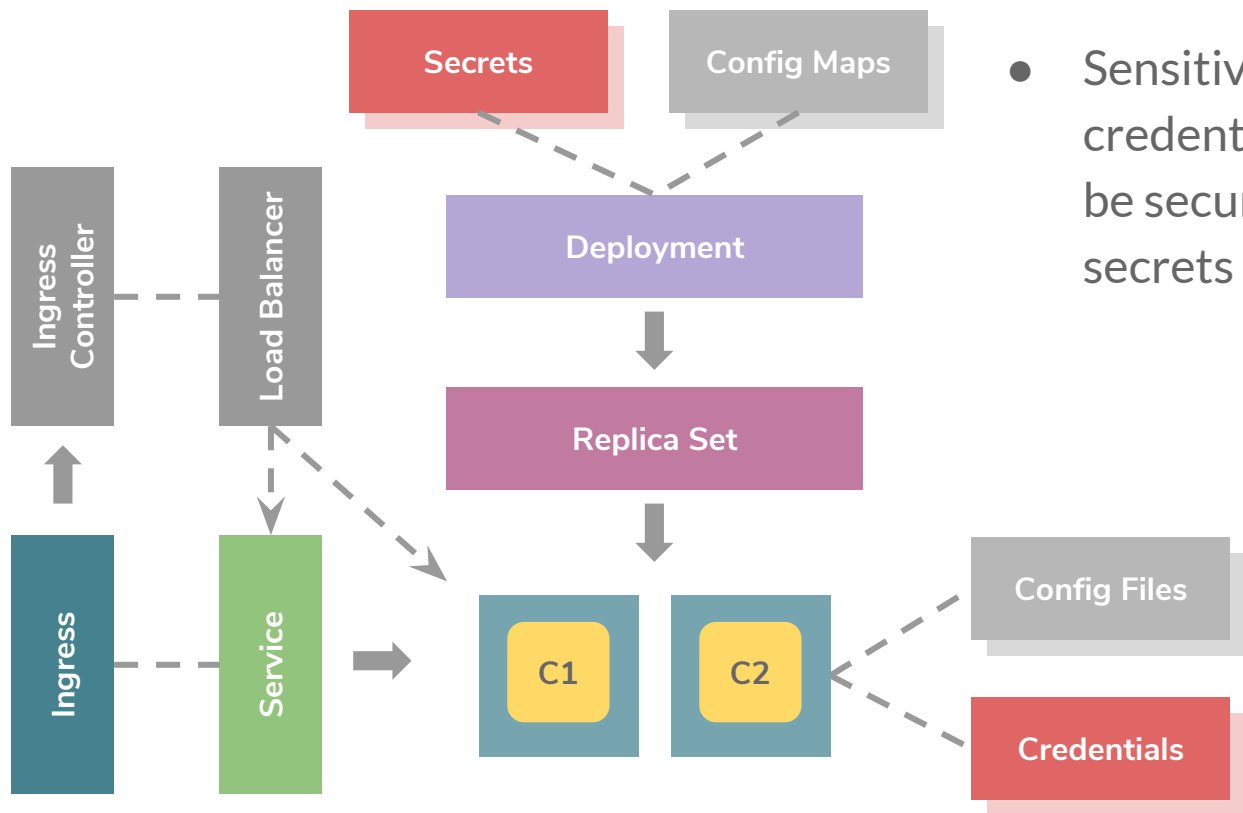 Secrets
Config Maps
Sensitiv
credent
be secu
secrets
Ingress
Controller
Load Balancer
Deployment
Replica Set
Ingress
Service
C1
C2
Config Files
Credentials